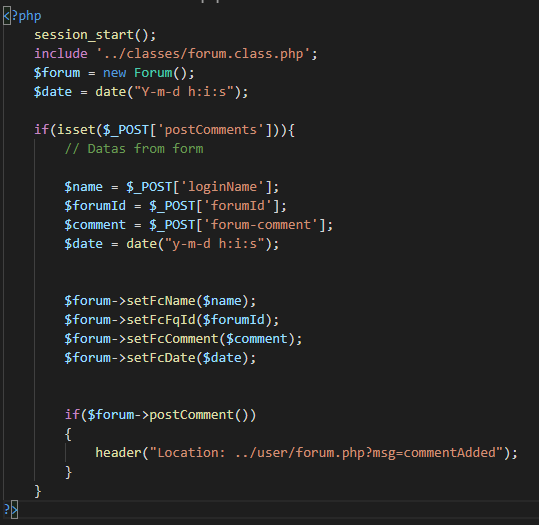 <?php
session_start();
include '../classes/forum.class.php';
$forum = new Forum();
$date = date("Y-m-d h:i:s");
if(isset($_POST['postComments'])){
// Datas from form
$name = $_POST['loginName'];
$forumId = $_POST['forumId'];
$comment = $_POST['forum-comment'];
$date = date("y-m-d h:i:s");
$forum->setFcName($name);
$forum->setFcFqId($forumId);
$forum->setFcComment($comment);
$forum->setFcDate($date);
if($forum->postComment())
{
header("Location: ../user/forum.php?msg=commentAdded");
}
}
?>